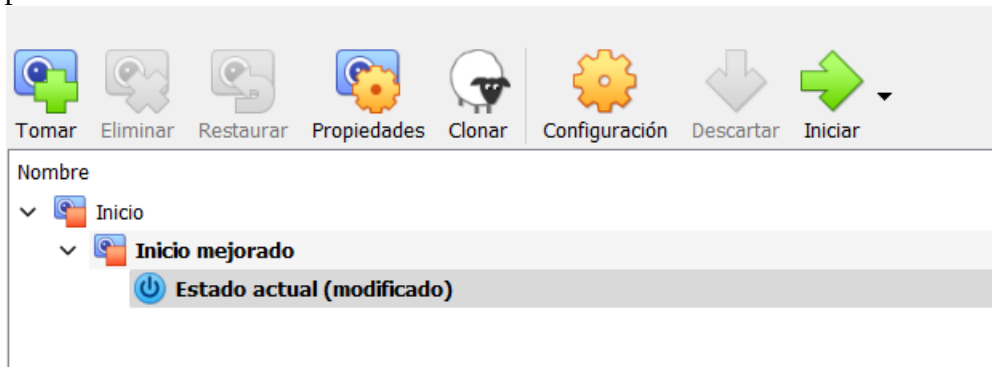 Tomar Eliminar Restaurar Propiedades Clonar Configuración Descartar Iniciar
Nombre
Inicio
Inicio mejorado
Estado actual (modificado)